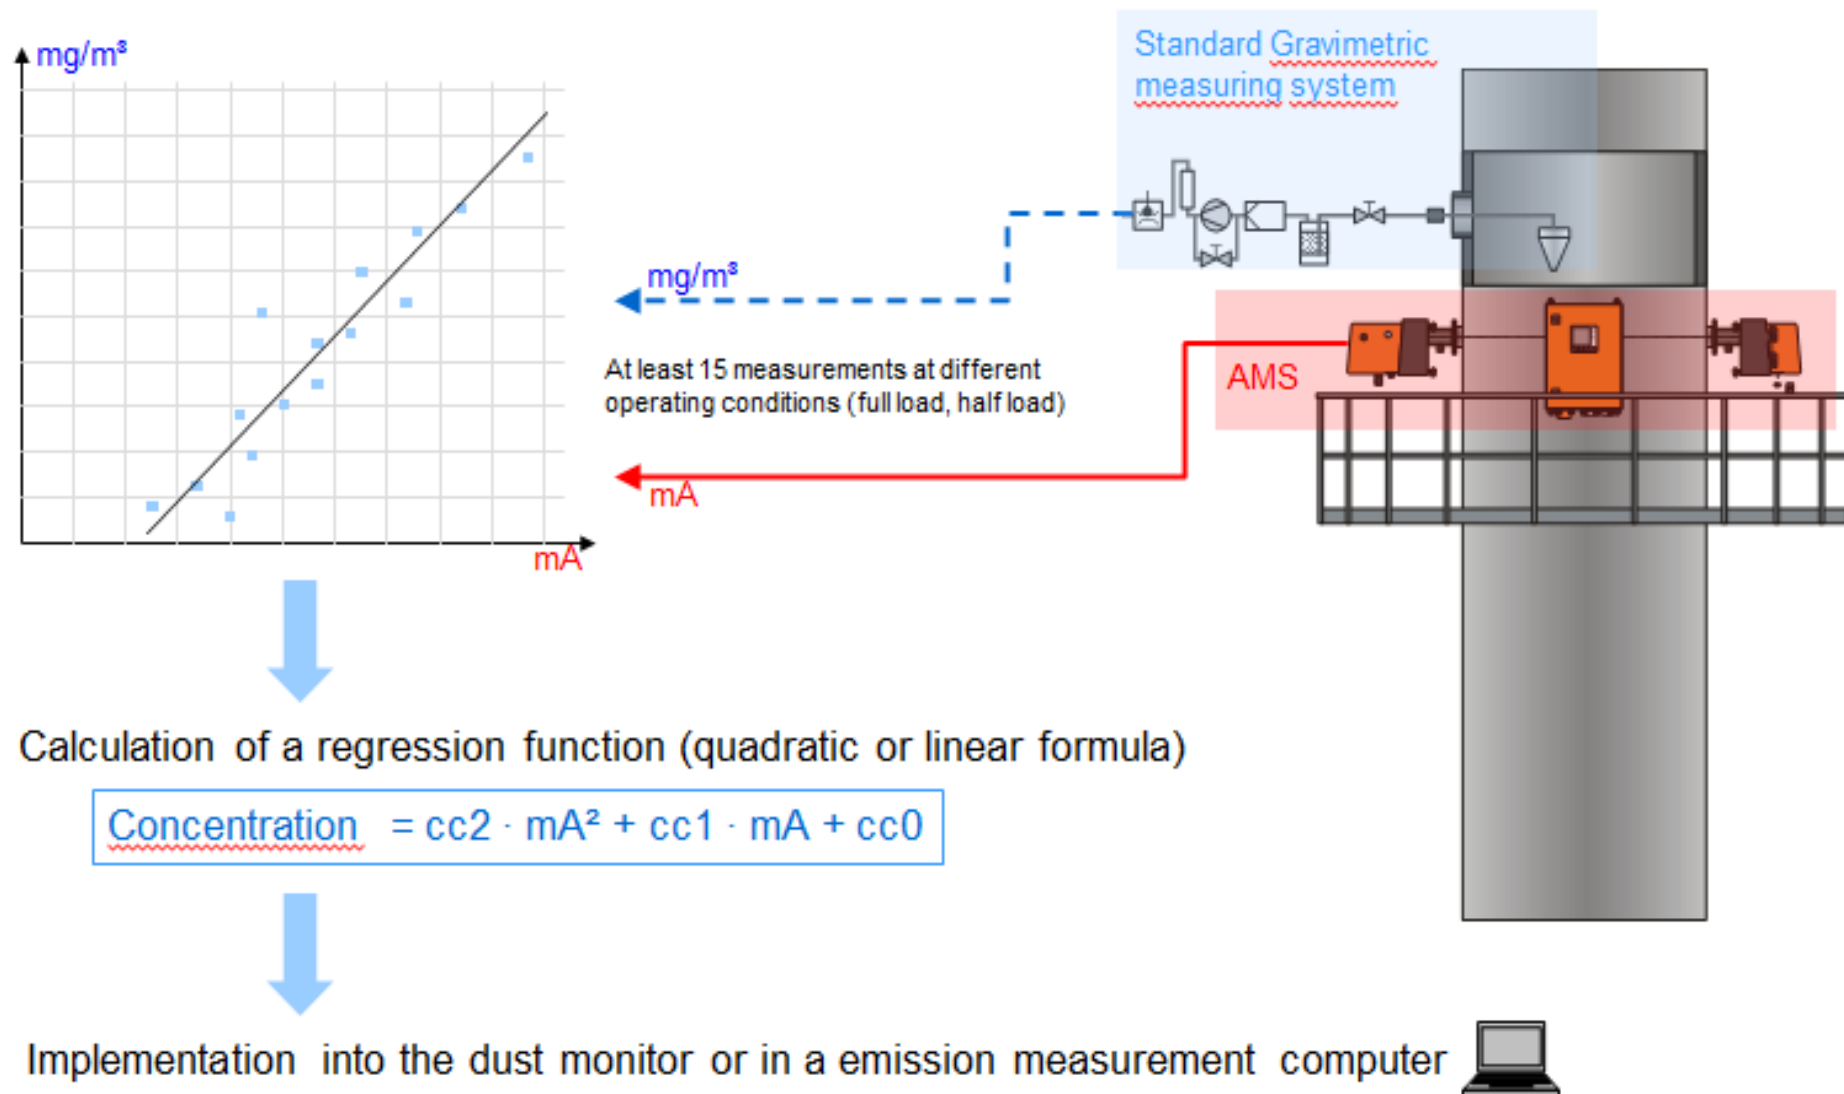 mg/m³
Standard Gravimetric
measuring system
mg/m³
At least 15 measurements at different
operating conditions (full load, half load)
AMS
mA
mA
Calculation of a regression function (quadratic or linear formula)
Concentration = cc2 · mA² + cc1 · mA + cc0
Implementation into the dust monitor or in a emission measurement computer